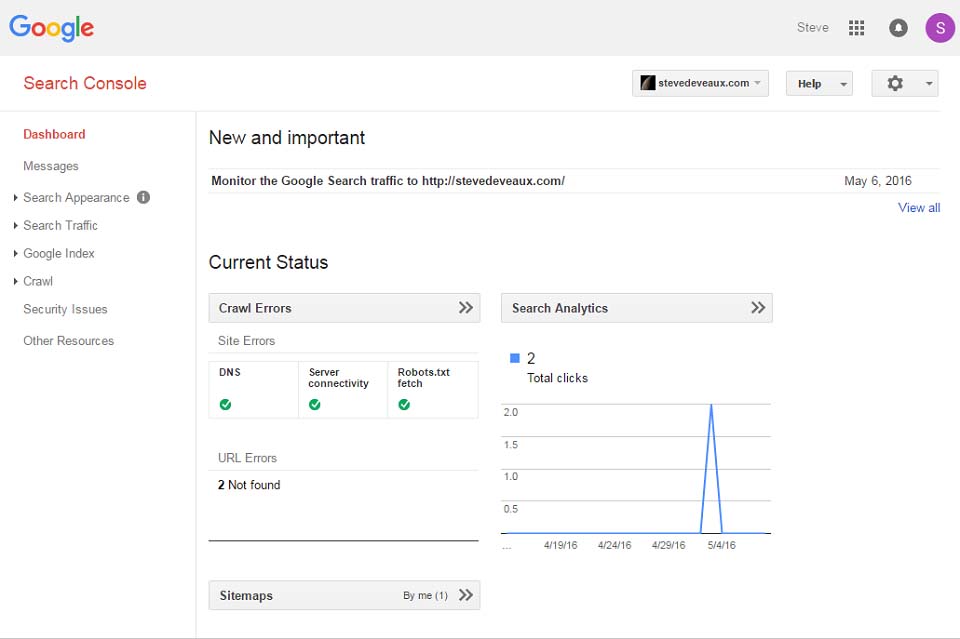 Google
Steve
S
Search Console
stevedeveaux.com
Help
Dashboard
Messages
Search Appearance i
Search Traffic
Google Index
Crawl
Security Issues
Other Resources
New and important
Monitor the Google Search traffic to http://stevedeveaux.com/ May 6, 2016
View all
Current Status
Crawl Errors
Site Errors
DNS
Server
connectivity
Robots.txt
fetch
URL Errors
2 Not found
Search Analytics
2
Total clicks
2.0
1.5
1.0
0.5
... 4/19/16 4/24/16 4/29/16 5/4/16
Sitemaps By me (1)